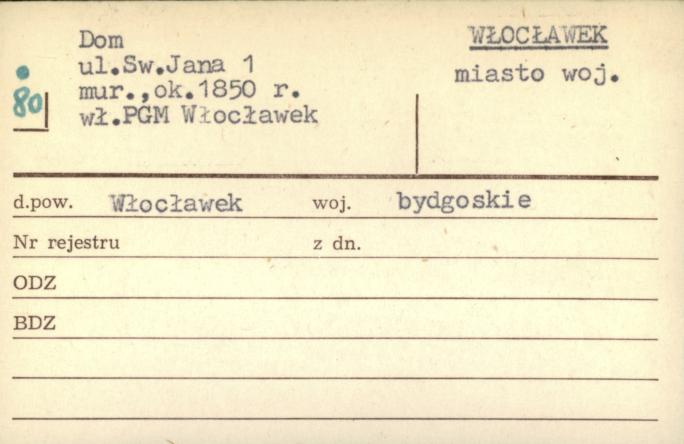 Dom
ul.Sw.Jana 1
mur.,ok.1850 r.
wł.PGM Włocławek
80
WŁOCŁAWEK
miasto woj.
d.pow. Włocławek woj. bydgoskie
Nr rejestru z dn.
ODZ
BDZ